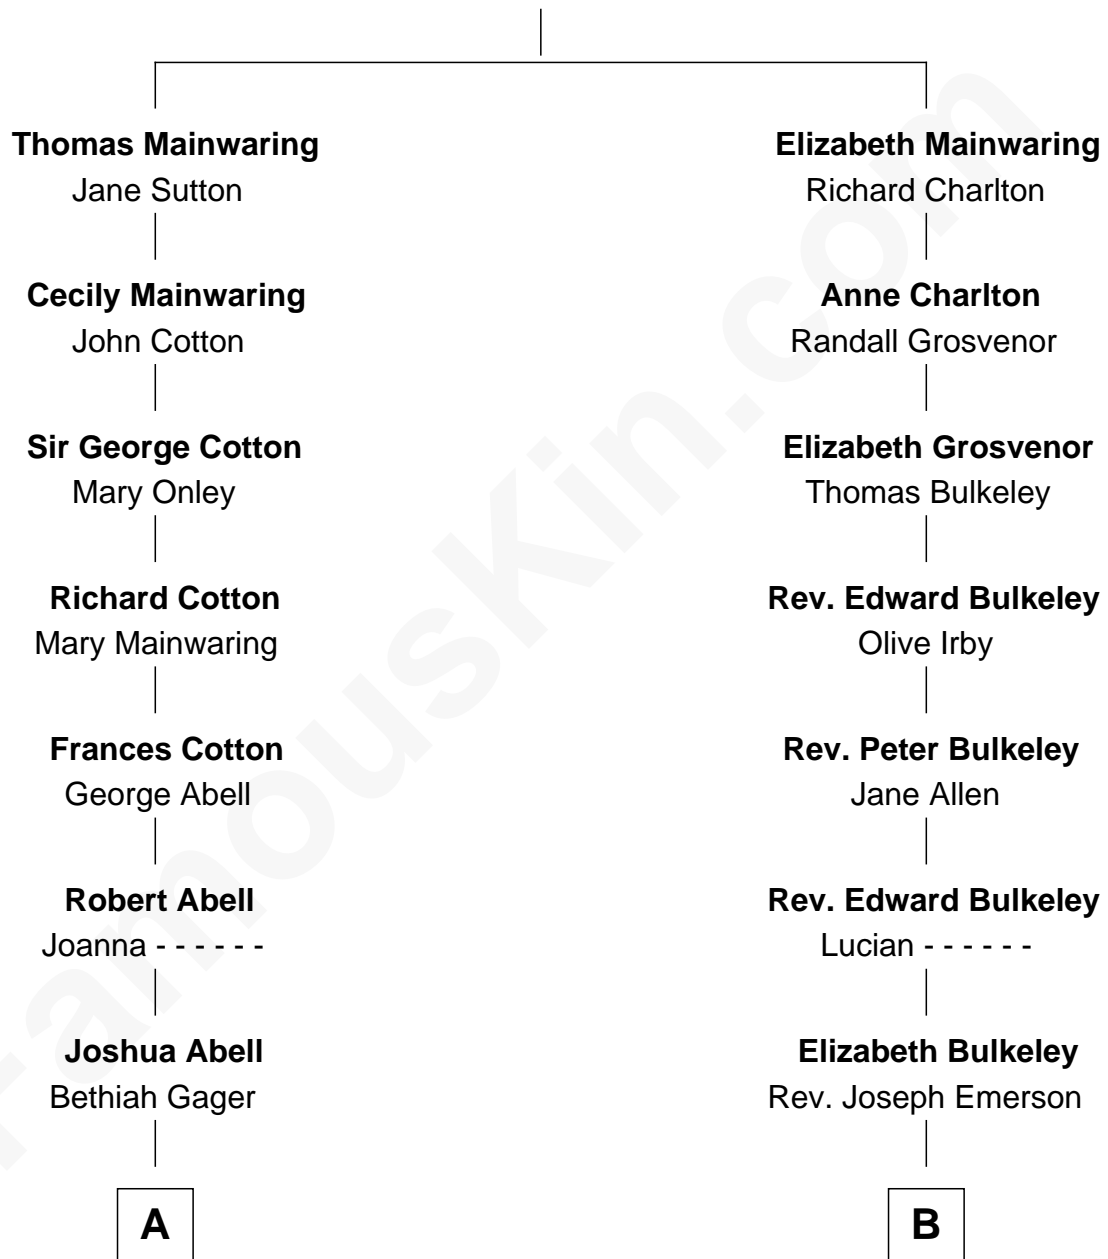 Thomas Mainwaring
Jane Sutton
Elizabeth Mainwaring
Richard Charlton
Cecily Mainwaring
John Cotton
Anne Charlton
Randall Grosvenor
Sir George Cotton
Mary Onley
Elizabeth Grosvenor
Thomas Bulkeley
Richard Cotton
Mary Mainwaring
Rev. Edward Bulkeley
Olive Irby
Frances Cotton
George Abell
Rev. Peter Bulkeley
Jane Allen
Robert Abell
Joanna - - - - - -
Rev. Edward Bulkeley
Lucian - - - - - -
Joshua Abell
Bethiah Gager
Elizabeth Bulkeley
Rev. Joseph Emerson
A
B
FamousKin.com